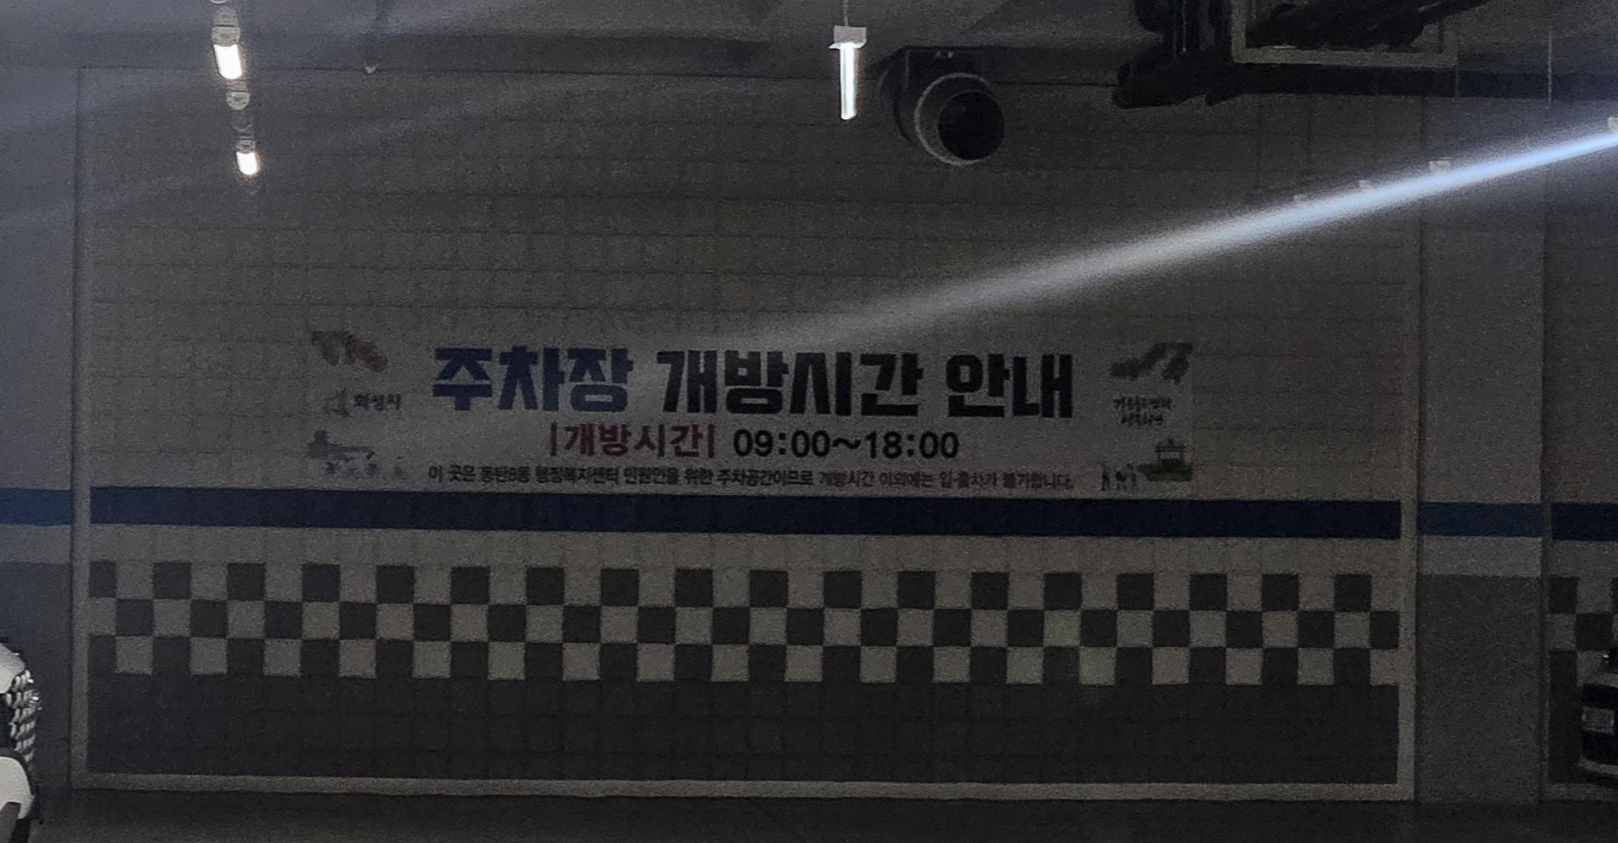 주차장 개방시간 안내
화성시
|개방시간| 09:00~18:00
이 곳은 동탄8동 행정복지센터 민원인을 위한 주차공간이므로 개방시간 이외에는 입·출차가 불가합니다.